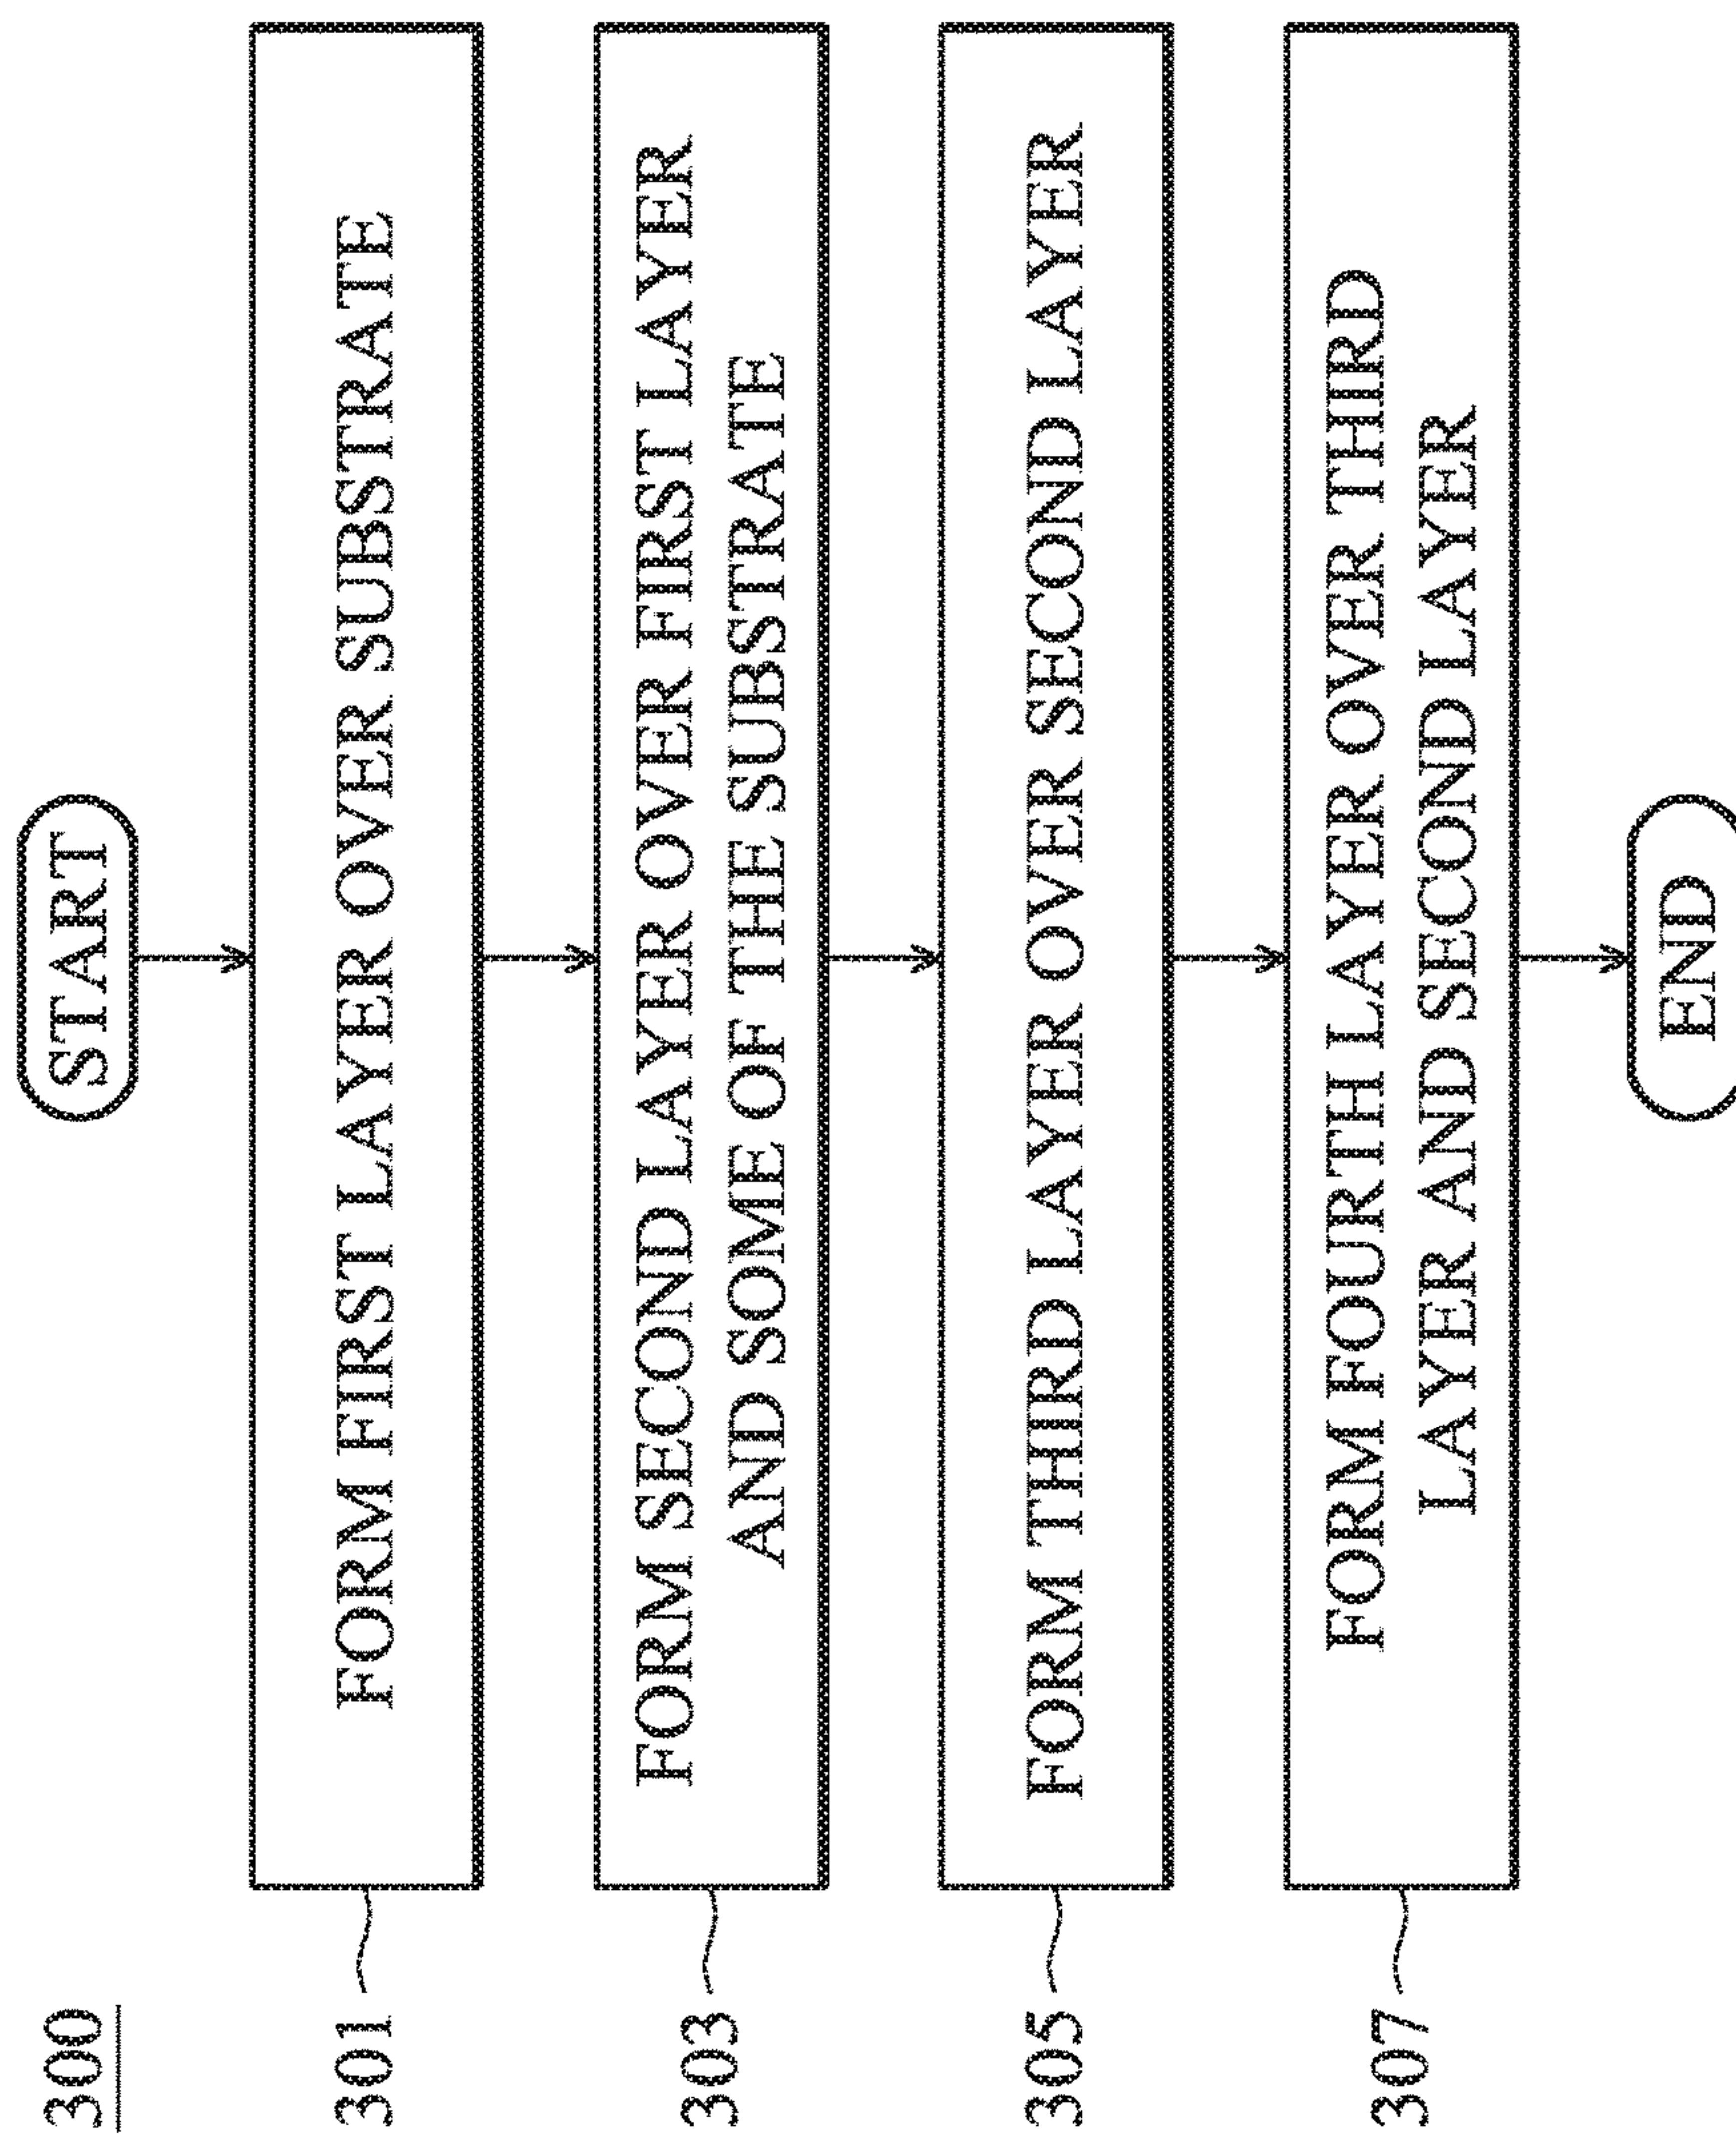 300
START
301
FORM FIRST LAYER OVER SUBSTRATE
303
FORM SECOND LAYER OVER FIRST LAYER
AND SOME OF THE SUBSTRATE
305
FORM THIRD LAYER OVER SECOND LAYER
307
FORM FOURTH LAYER OVER THIRD
LAYER AND SECOND LAYER
END